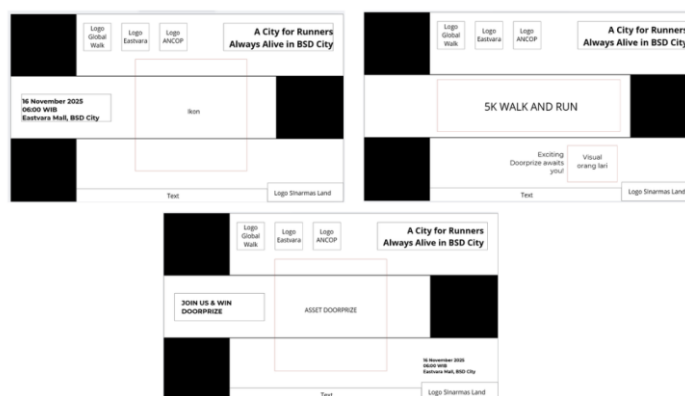 Logo
Global
Walk
Logo
Eastvara
Logo
ANCOP
A City for Runners
Always Alive in BSD City
16 November 2025
06:00 WIB
Eastvara Mall, BSD City
Ikon
Text
Logo Sinarmas Land
Logo
Global
Walk
Logo
Eastvara
Logo
ANCOP
A City for Runners
Always Alive in BSD City
5K WALK AND RUN
Exciting
Doorprize awaits
you!
Visual
orang lari
Text
Logo Sinarmas Land
Logo
Global
Walk
Logo
Eastvara
Logo
ANCOP
A City for Runners
Always Alive in BSD City
JOIN US & WIN
DOORPRIZE
ASSET DOORPRIZE
16 November 2025
06:00 WIB
Eastvara Mall, BSD City
Text
Logo Sinarmas Land